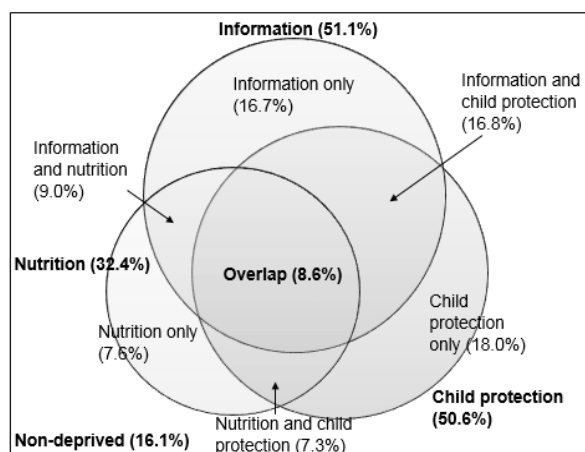 Information (51.1%)
Information only
(16.7%)
Information and
child protection
(16.8%)
Information
and nutrition
(9.0%)
Nutrition (32.4%)
Overlap (8.6%)
Nutrition only
(7.6%)
Child
protection
only (18.0%)
Child protection
(50.6%)
Non-deprived (16.1%)
Nutrition and child
protection (7.3%)